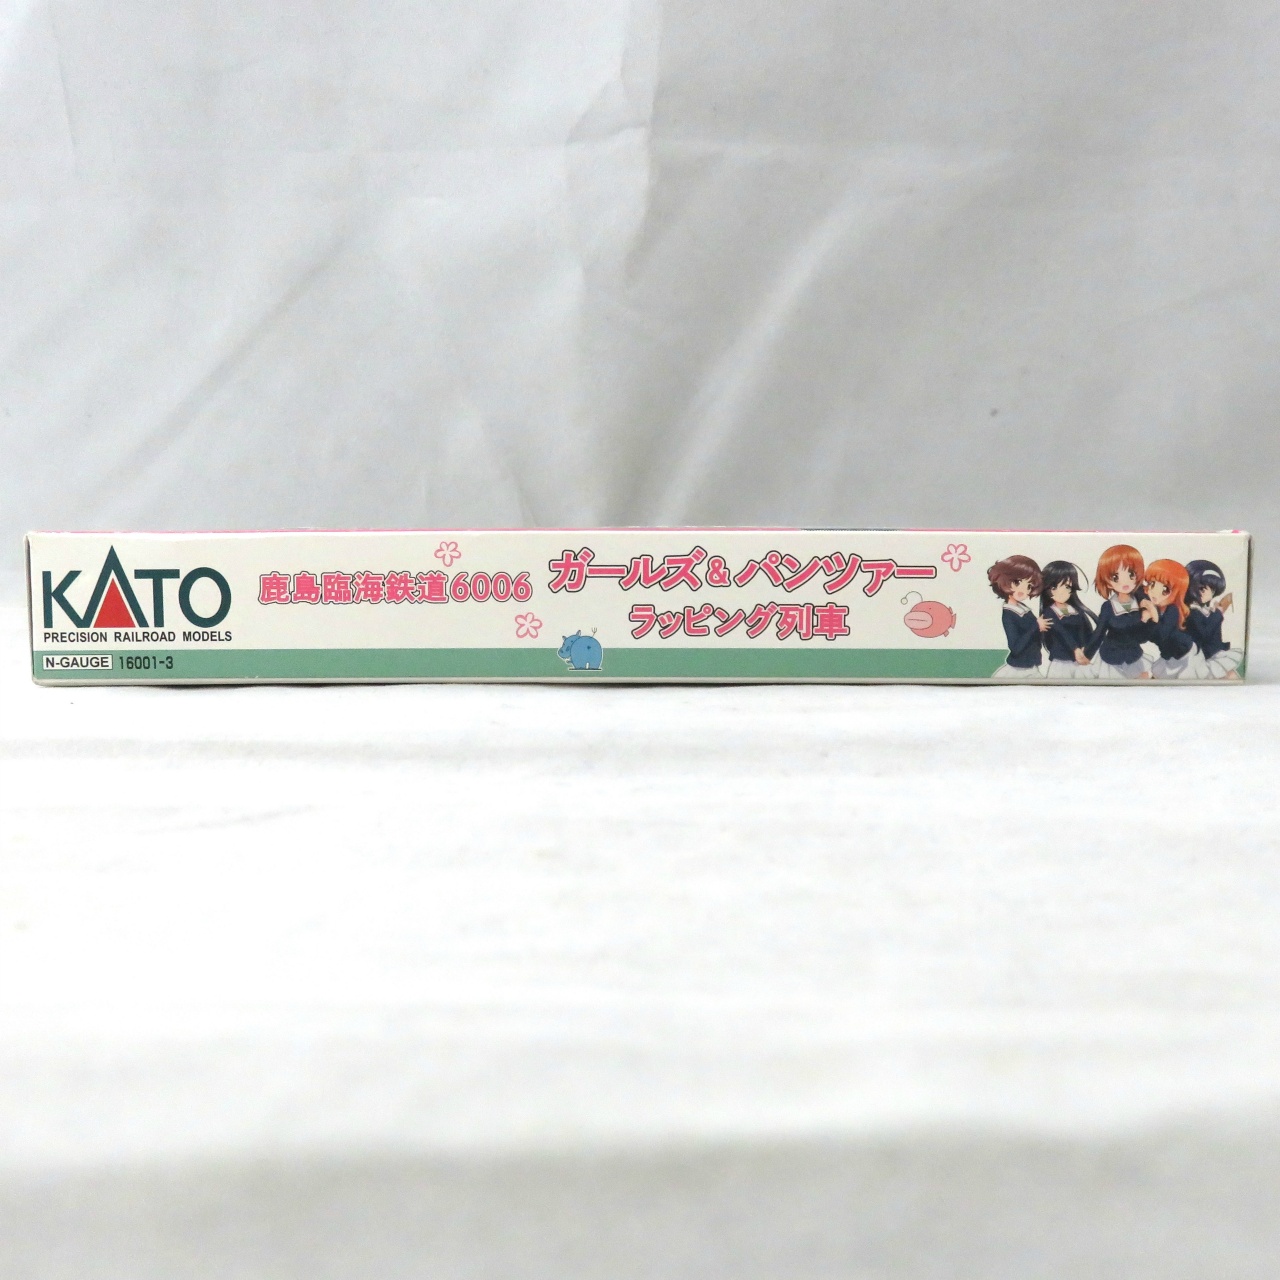 KATO
PRECISION RAILROAD MODELS
N-GAUGE 16001-3
鹿島臨海鉄道6006
ガールズ&パンツァー
ラッピング列車